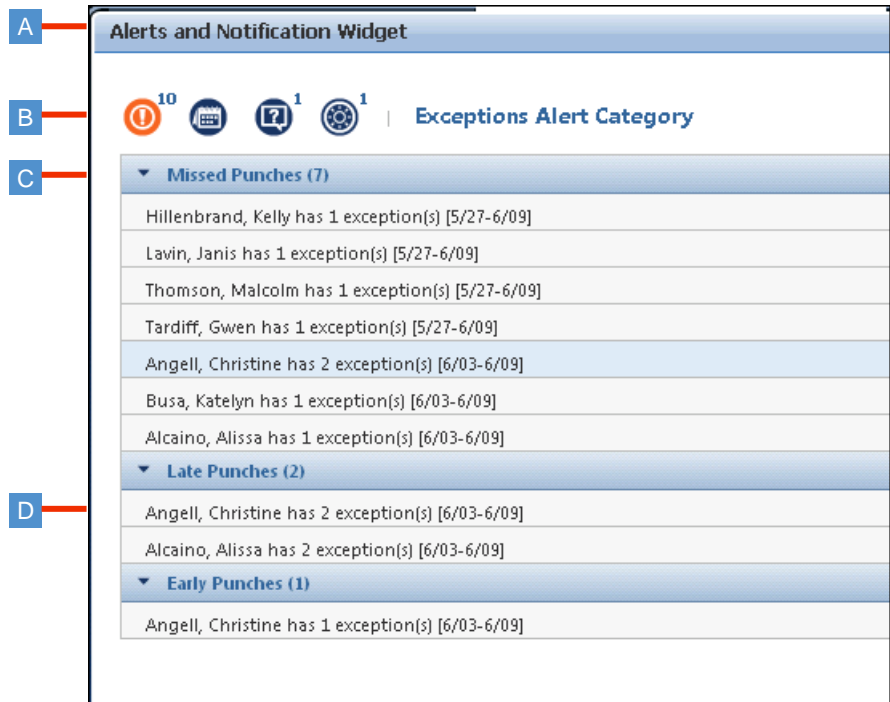 A
Alerts and Notification Widget
B
10 1 1 | Exceptions Alert Category
C
Missed Punches (7)
Hillenbrand, Kelly has 1 exception(s) [5/27-6/09]
Lavin, Janis has 1 exception(s) [5/27-6/09]
Thomson, Malcolm has 1 exception(s) [5/27-6/09]
Tardiff, Gwen has 1 exception(s) [5/27-6/09]
Angell, Christine has 2 exception(s) [6/03-6/09]
Busa, Katelyn has 1 exception(s) [6/03-6/09]
Alcaino, Alissa has 1 exception(s) [6/03-6/09]
Late Punches (2)
D
Angell, Christine has 2 exception(s) [6/03-6/09]
Alcaino, Alissa has 2 exception(s) [6/03-6/09]
Early Punches (1)
Angell, Christine has 1 exception(s) [6/03-6/09]